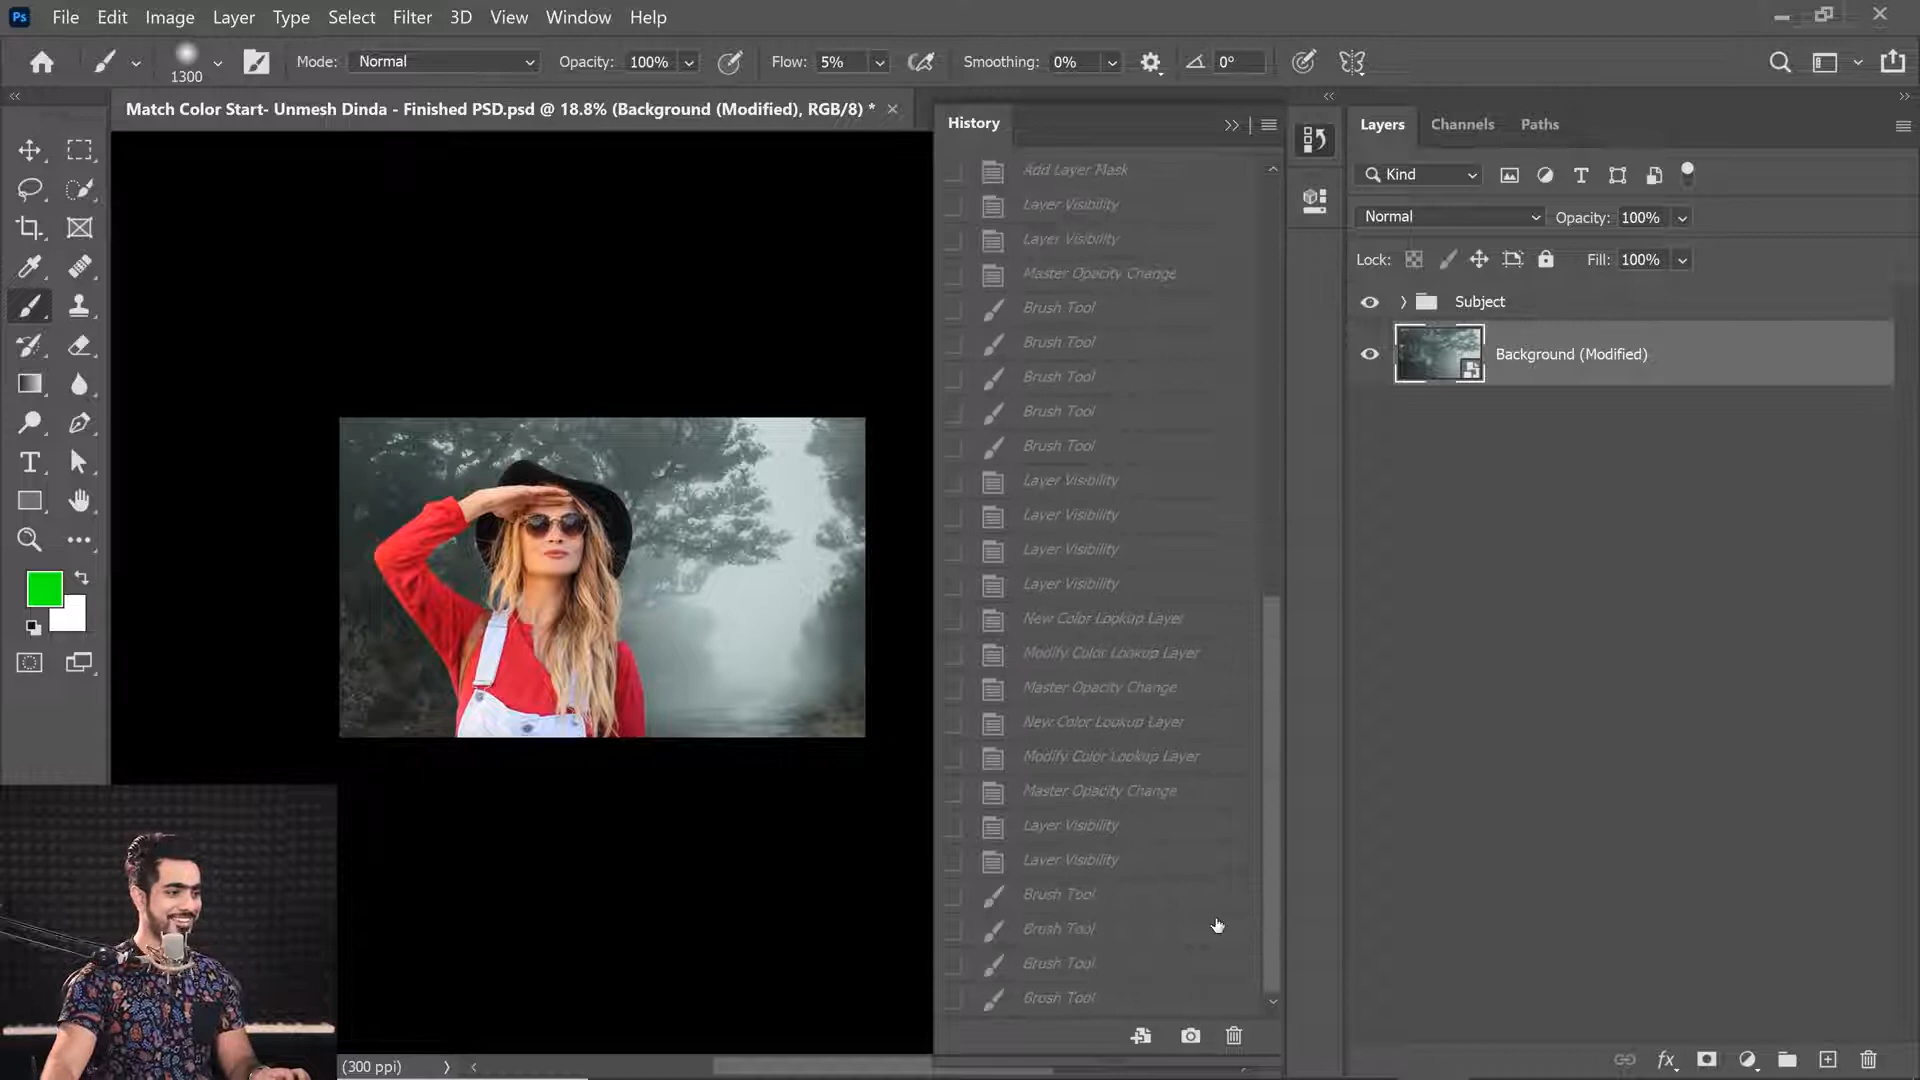 Ps File Edit Image Layer Type Select Filter 3D View Window Help
1300 Mode: Normal Opacity: 100% Flow: 5% Smoothing: 0% 0°
Match Color Start- Unmesh Dinda - Finished PSD.psd @ 18.8% (Background (Modified), RGB/8) *
History
Add Layer Mask
Layer Visibility
Layer Visibility
Master Opacity Change
Brush Tool
Brush Tool
Brush Tool
Brush Tool
Brush Tool
Layer Visibility
Layer Visibility
Layer Visibility
Layer Visibility
New Color Lookup Layer
Modify Color Lookup Layer
Master Opacity Change
New Color Lookup Layer
Modify Color Lookup Layer
Master Opacity Change
Layer Visibility
Layer Visibility
Brush Tool
Brush Tool
Brush Tool
Brush Tool
Layers Channels Paths
Kind
Normal Opacity: 100%
Lock: Fill: 100%
Subject
Background (Modified)
(300 ppi)
fx